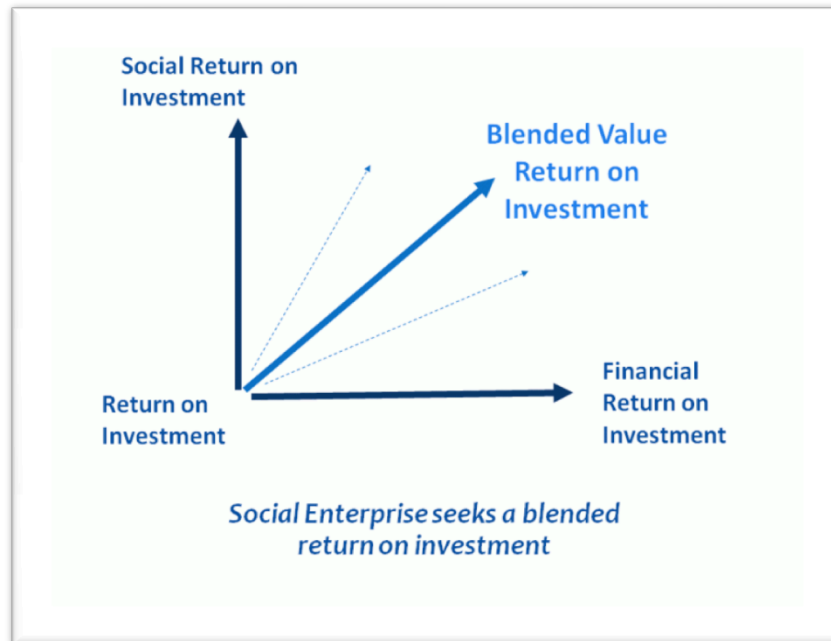 Social Return on
Investment
Blended Value
Return on
Investment
Return on
Investment
Financial
Return on
Investment
Social Enterprise seeks a blended
return on investment